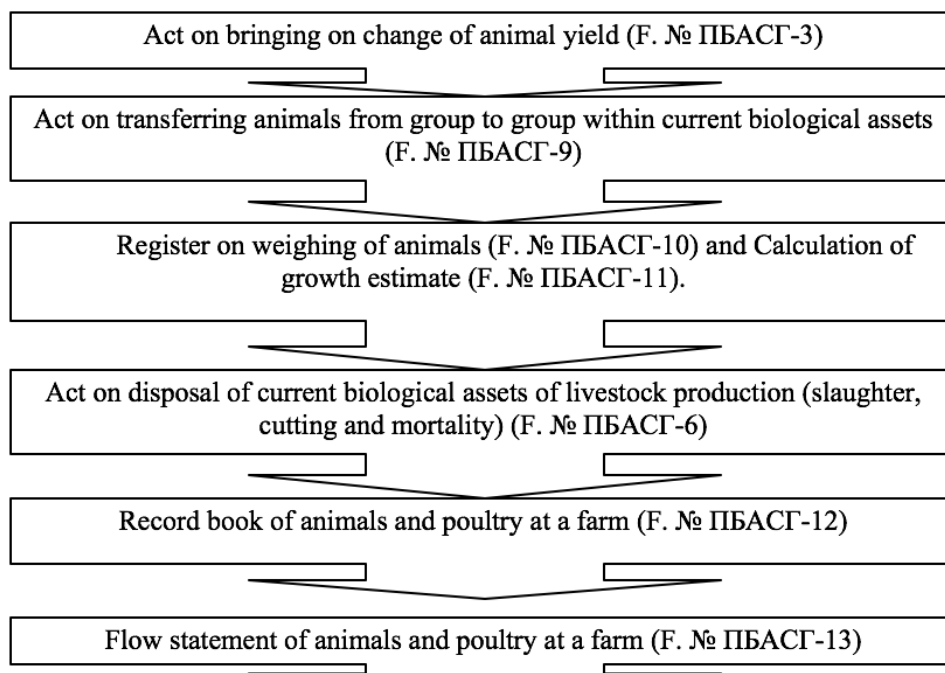 Act on bringing on change of animal yield (F. № ПБАСГ-3)
Act on transferring animals from group to group within current biological assets
(F. № ПБАСГ-9)
Register on weighing of animals (F. № ПБАСГ-10) and Calculation of
growth estimate (F. № ПБАСГ-11).
Act on disposal of current biological assets of livestock production (slaughter,
cutting and mortality) (F. № ПБАСГ-6)
Record book of animals and poultry at a farm (F. № ПБАСГ-12)
Flow statement of animals and poultry at a farm (F. № ПБАСГ-13)